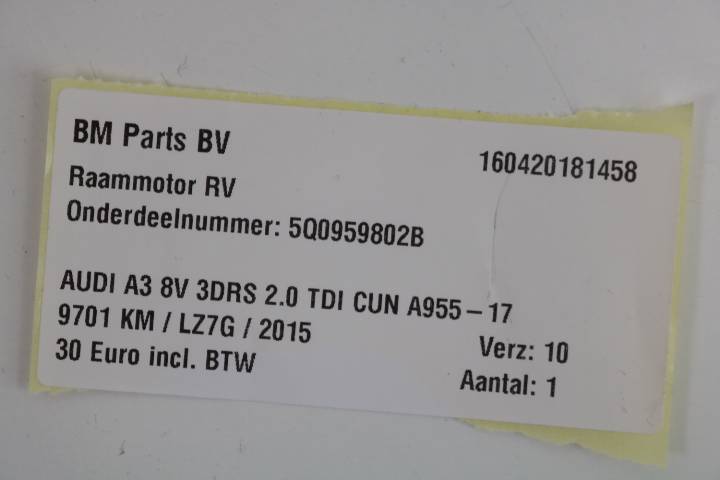 BM Parts BV
160420181458
Raammotor RV
Onderdeelnummer: 5Q0959802B
AUDI A3 8V 3DRS 2.0 TDI CUN A955-17
9701 KM / LZ7G / 2015
Verz: 10
30 Euro incl. BTW
Aantal: 1